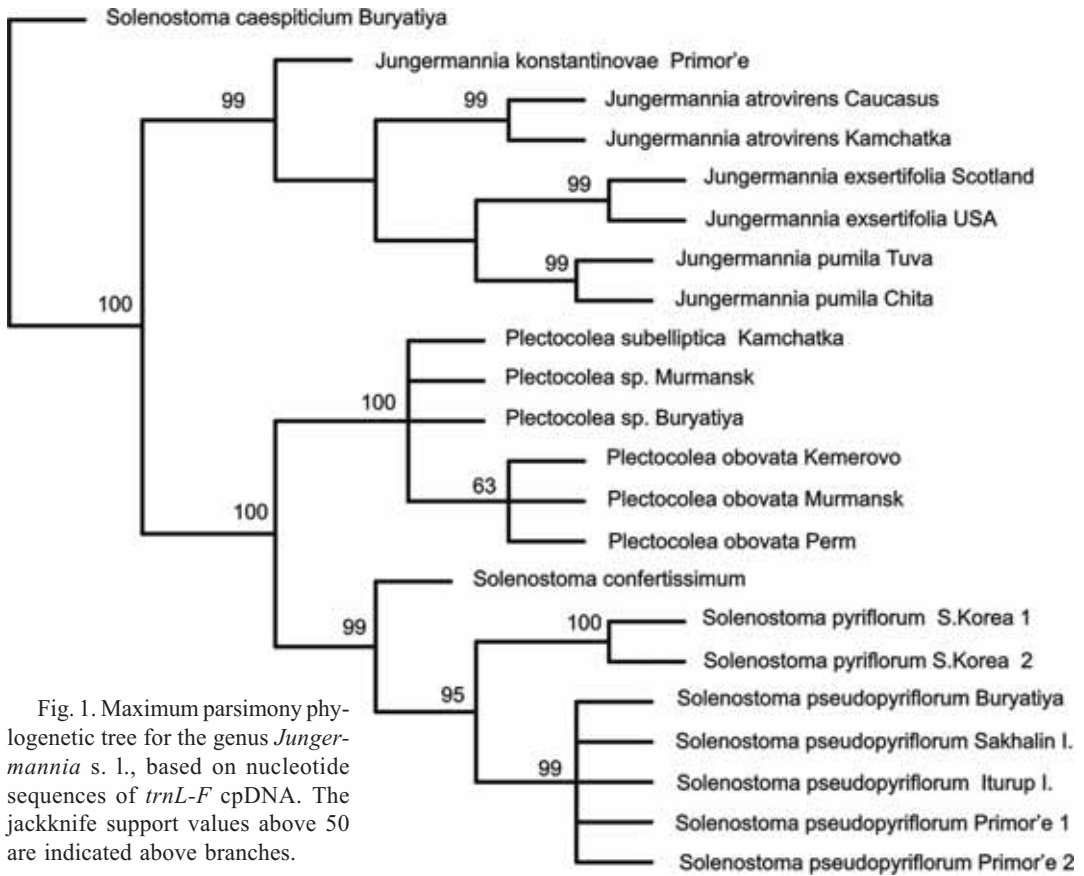 Solenostoma caespiticium Buryatiya
Jungermannia konstantinovae Primor'e
99
99
Jungermannia atrovirens Caucasus
Jungermannia atrovirens Kamchatka
99
Jungermannia exsertifolia Scotland
Jungermannia exsertifolia USA
99
Jungermannia pumila Tuva
Jungermannia pumila Chita
100
Plectocolea subelliptica Kamchatka
Plectocolea sp. Murmansk
100
Plectocolea sp. Buryatiya
Plectocolea obovata Kemerovo
63
Plectocolea obovata Murmansk
Plectocolea obovata Perm
100
Solenostoma confertissimum
99
100
Solenostoma pyriflorum S.Korea 1
Solenostoma pyriflorum S.Korea 2
95
Solenostoma pseudopyriflorum Buryatiya
Solenostoma pseudopyriflorum Sakhalin I.
99
Solenostoma pseudopyriflorum Iturup I.
Solenostoma pseudopyriflorum Primor'e 1
Solenostoma pseudopyriflorum Primor'e 2
Fig. 1. Maximum parsimony phy-
logenetic tree for the genus Junger-
mannia s. l., based on nucleotide
sequences of trnL-F cpDNA. The
jackknife support values above 50
are indicated above branches.